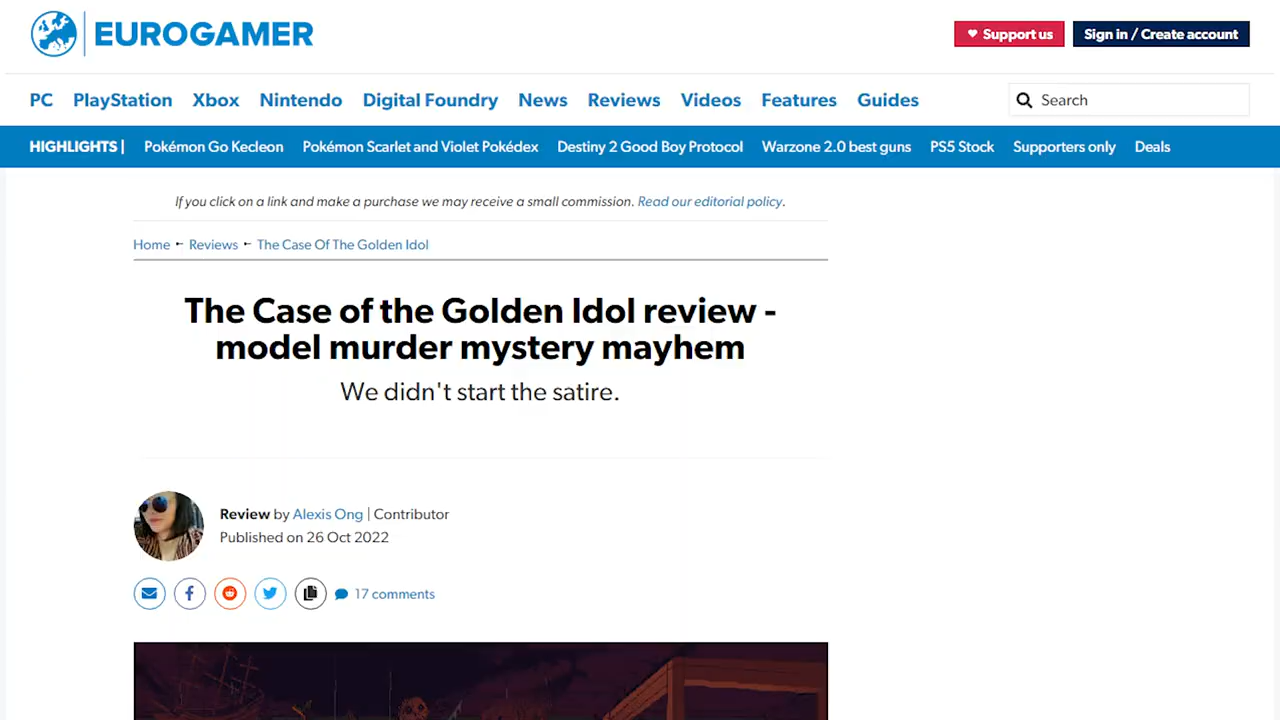 EUROGAMER
Support us
Sign in / Create account
PC PlayStation Xbox Nintendo Digital Foundry News Reviews Videos Features Guides
Search
HIGHLIGHTS | Pokémon Go Kecleon Pokémon Scarlet and Violet Pokédex Destiny 2 Good Boy Protocol Warzone 2.0 best guns PS5 Stock Supporters only Deals
If you click on a link and make a purchase we may receive a small commission. Read our editorial policy.
Home Reviews The Case Of The Golden Idol
The Case of the Golden Idol review -
model murder mystery mayhem
We didn't start the satire.
Review by Alexis Ong | Contributor
Published on 26 Oct 2022
17 comments